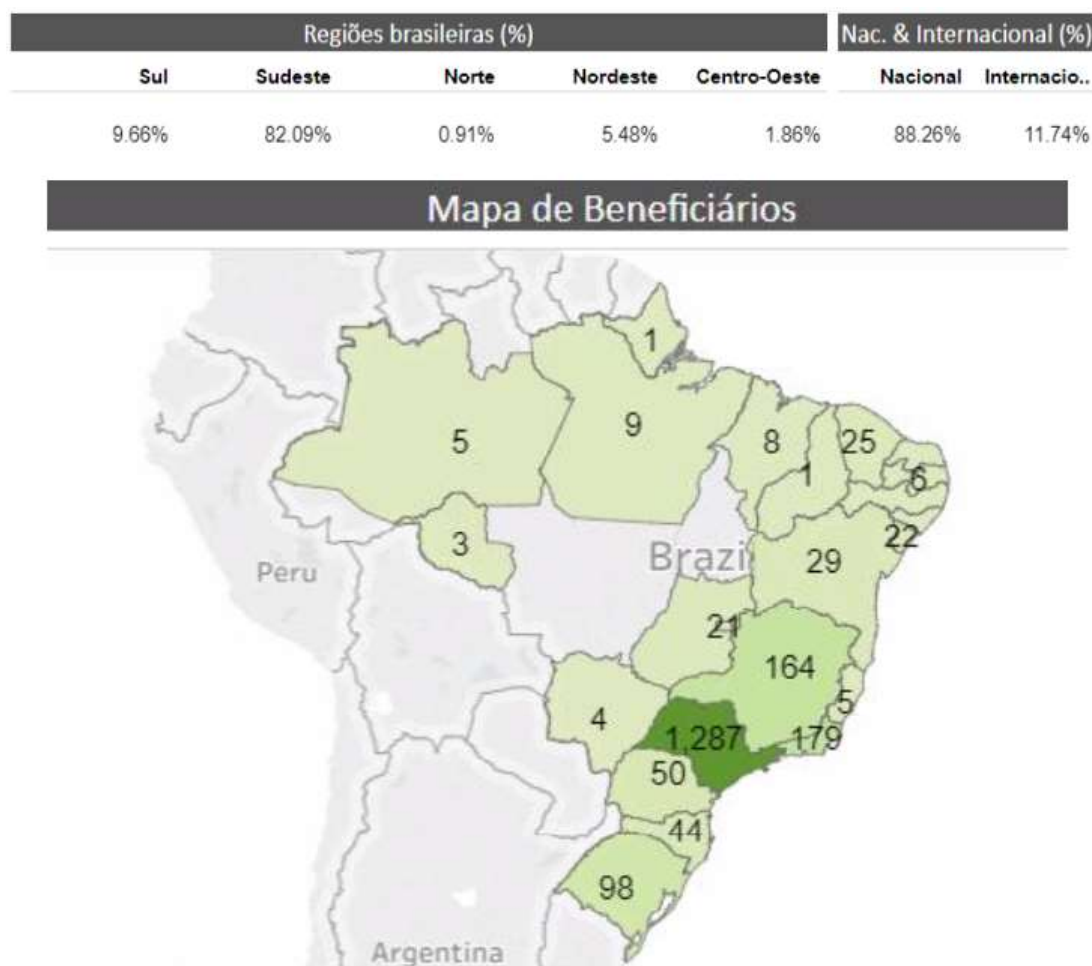 Regiões brasileiras (%) Nac. & Internacional (%)
Sul Sudeste Norte Nordeste Centro-Oeste Nacional Internacio..
9.66% 82.09% 0.91% 5.48% 1.86% 88.26% 11.74%
Mapa de Beneficiários
1
5 9 8 1 25
6
3 22
Brazi 29
Peru
21
164
5
4 1,287 179
50
44
98
Argentina